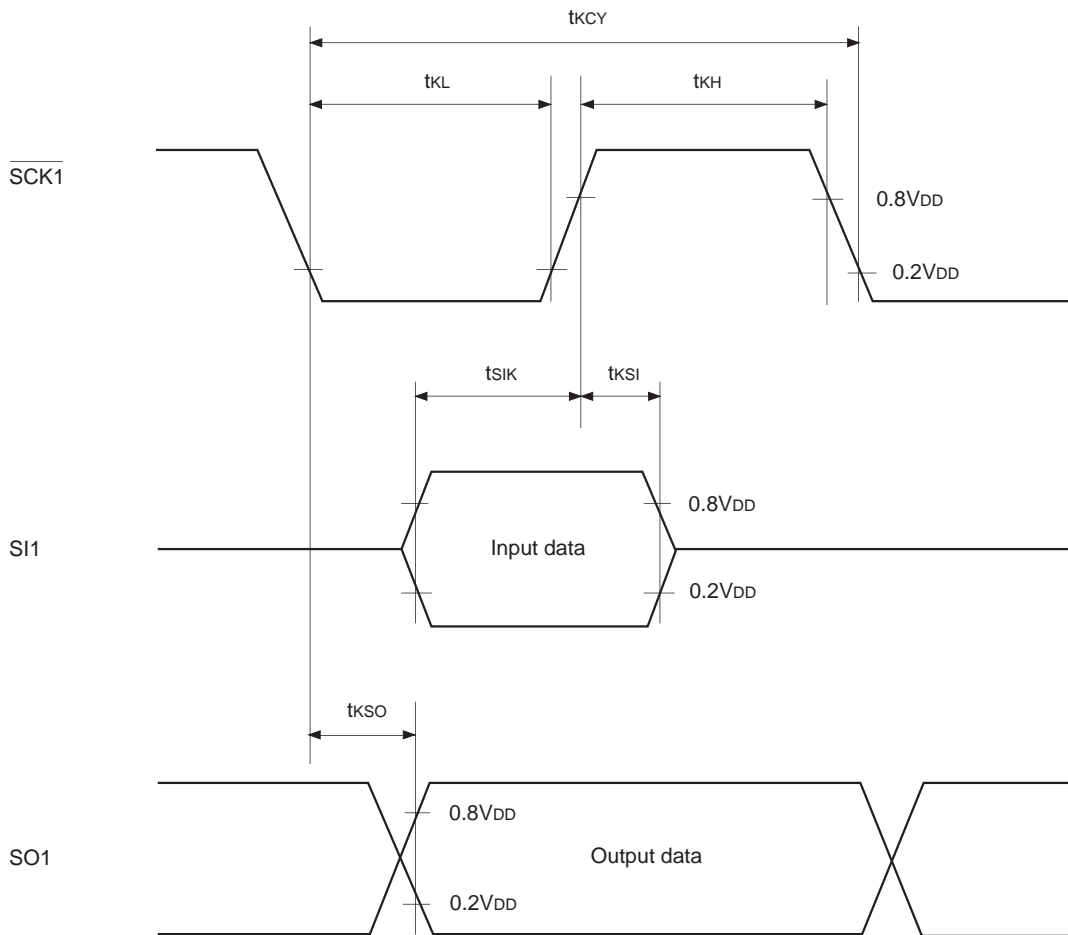 tKCY
tKL
tKH
SCK1
0.8VDD
0.2VDD
tSIK
tKSI
0.8VDD
SI1
Input data
0.2VDD
tKSO
0.8VDD
SO1
Output data
0.2VDD